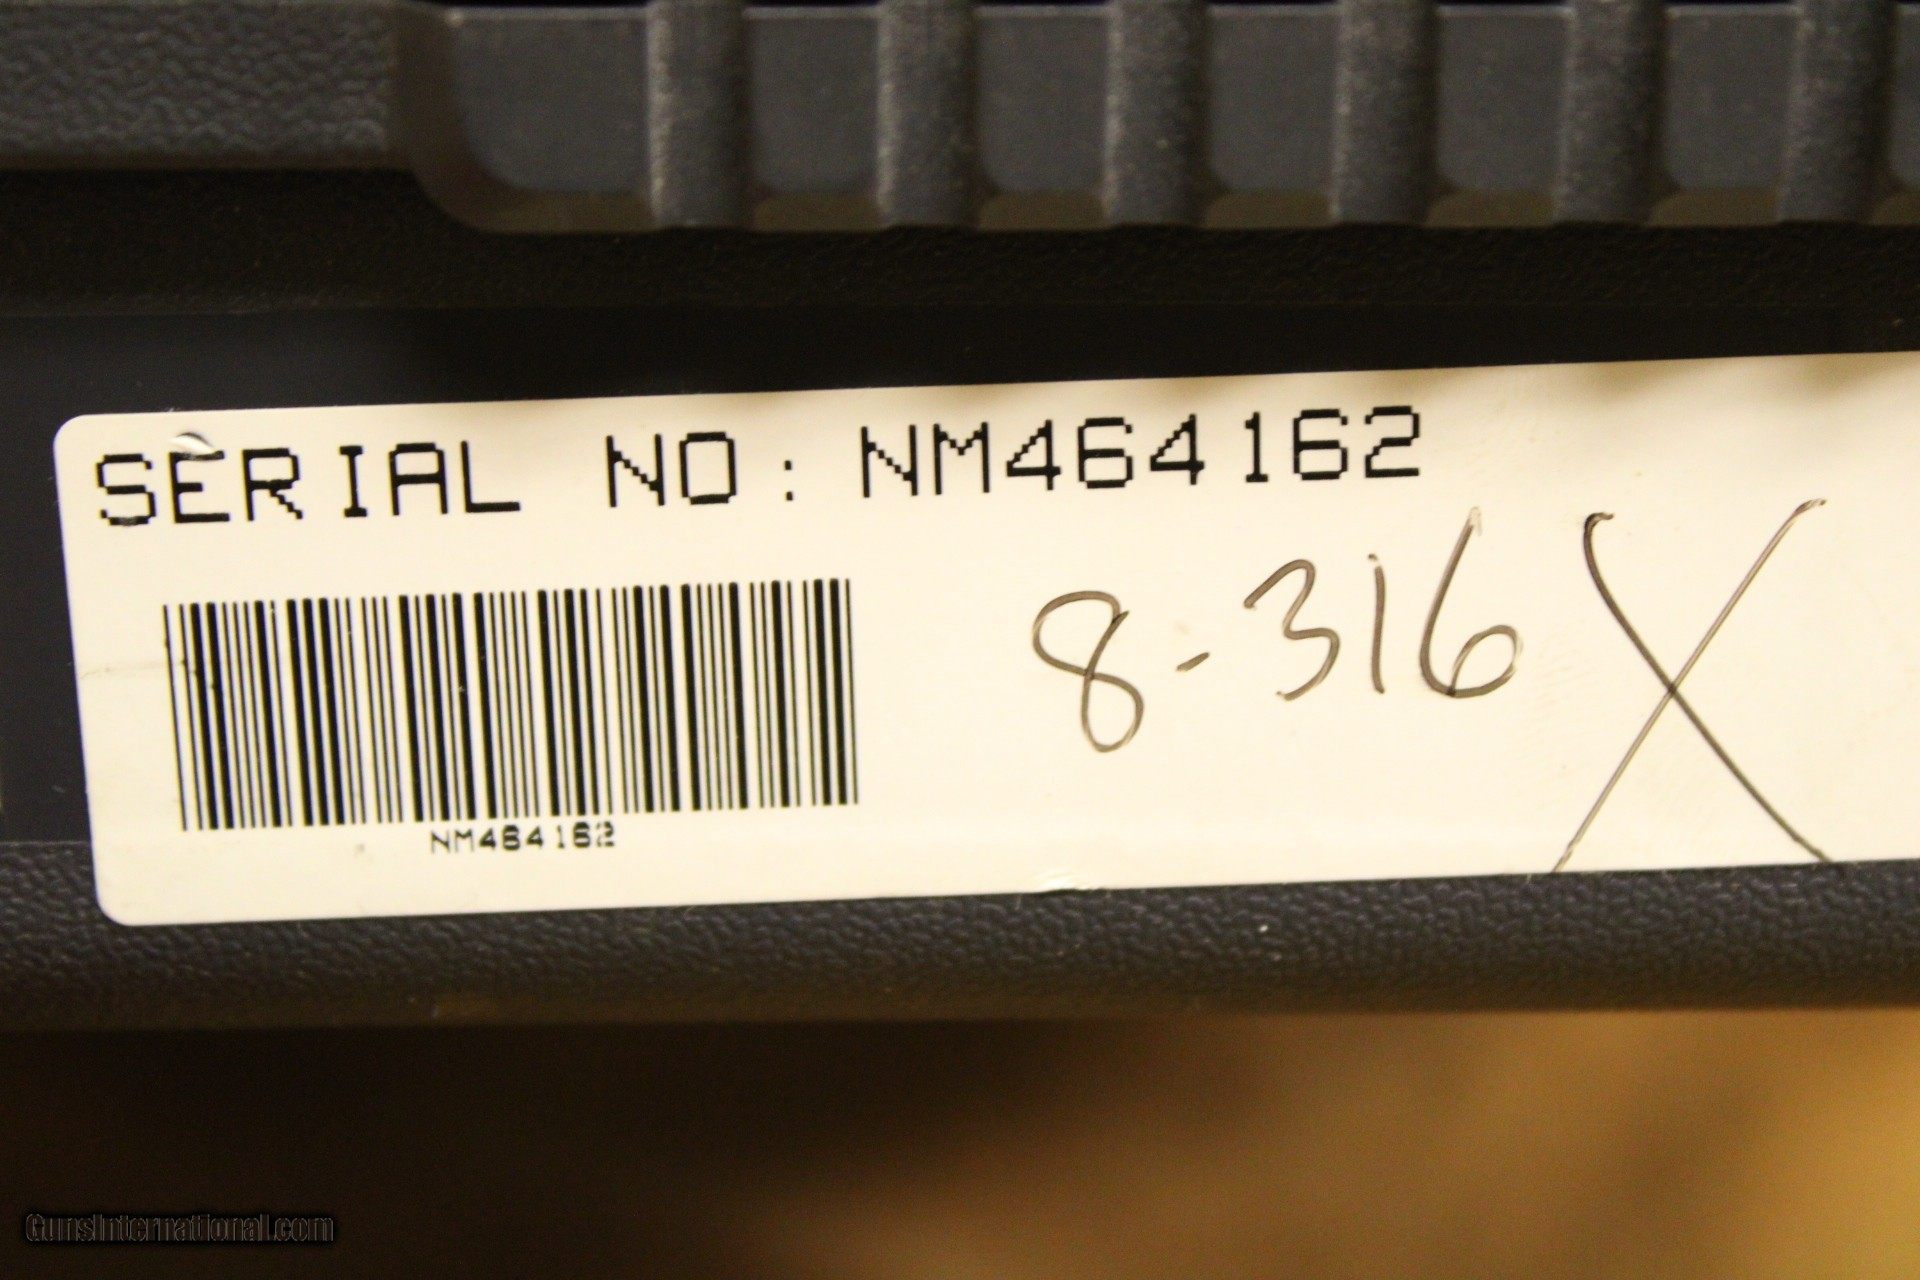 SERIAL NO: NM464162
8-316 X
NM464162
GunsInternational.com